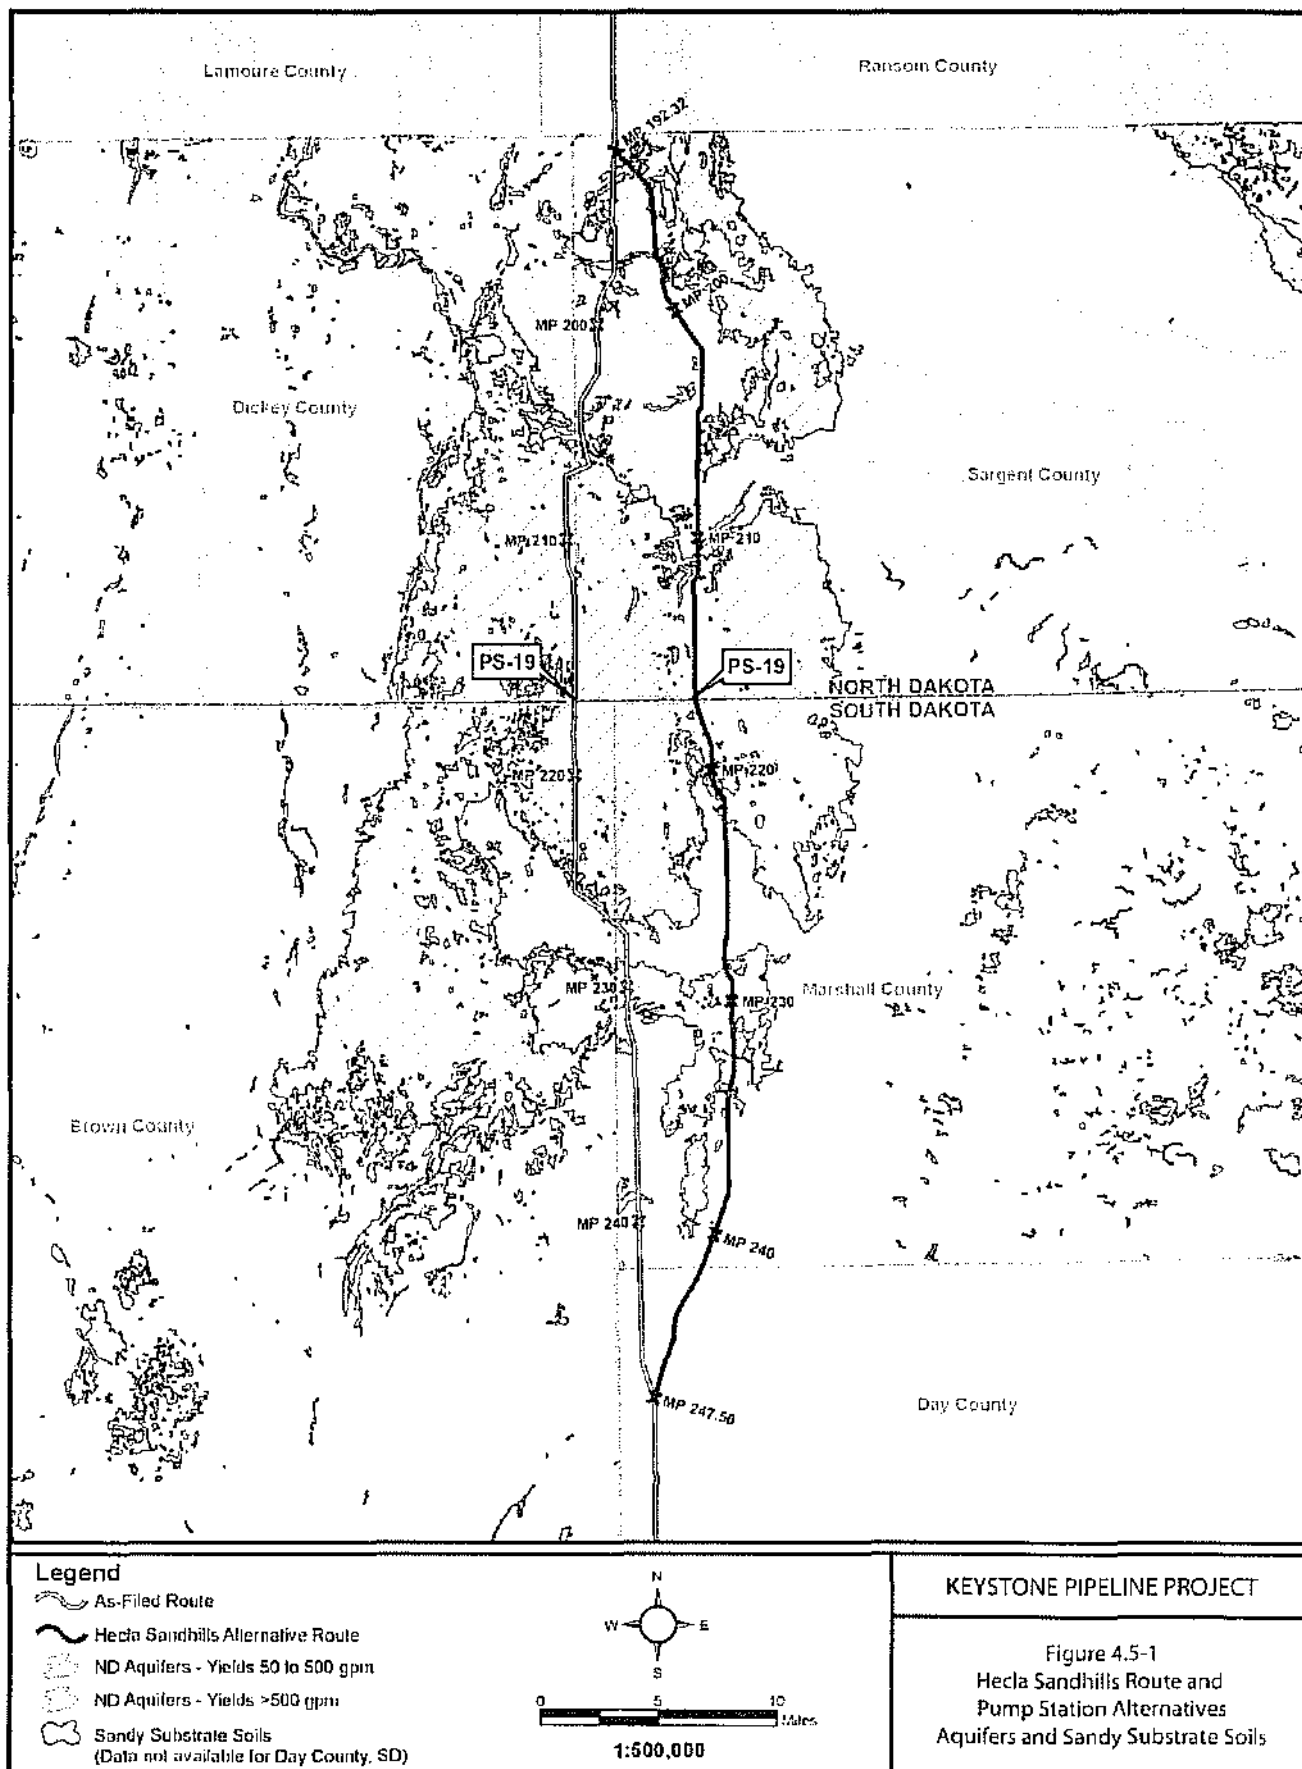 Lamoure County
Ransom County
MP 192.32
MP 200
MP 200
Dickey County
Sargent County
MP 210
MP 210
PS-19
PS-19
NORTH DAKOTA
SOUTH DAKOTA
MP 220
MP 220
MP 230
MP 230
Marshall County
Brown County
MP 240
MP 240
MP 247.50
Day County
Legend
As-Filed Route
Hecla Sandhills Alternative Route
ND Aquifers - Yields 50 to 500 gpm
ND Aquifers - Yields >500 gpm
Sandy Substrate Soils
(Data not available for Day County, SD)
N
W E
S
0 5 10
Miles
1:500,000
KEYSTONE PIPELINE PROJECT
Figure 4.5-1
Hecla Sandhills Route and
Pump Station Alternatives
Aquifers and Sandy Substrate Soils